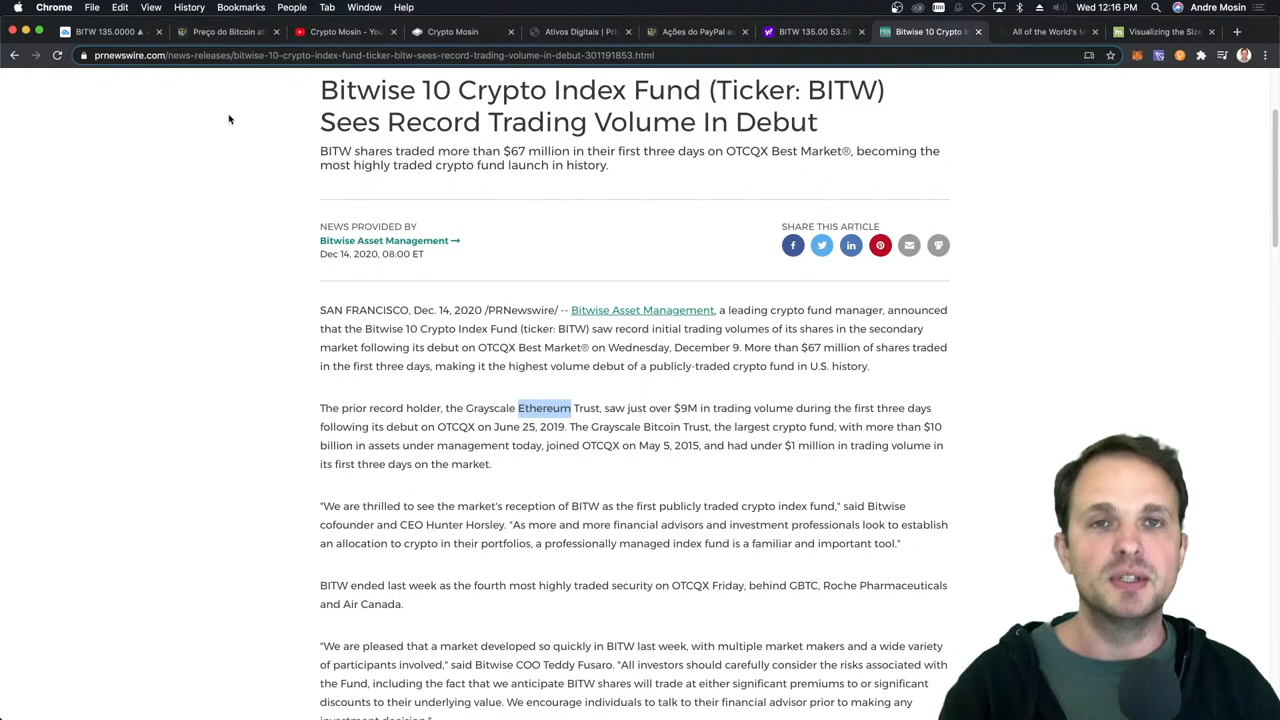 Chrome File Edit View History Bookmarks People Tab Window Help Wed 12:16 PM Andre Mosin
BITW 135.0000 Preço do Bitcoin at Crypto Mosin - You Crypto Mosin Ativos Digitais | Pri Ações do PayPal au BITW 135.00 53.50 Bitwise 10 Crypto In All of the World's M Visualizing the Size
prnewswire.com/news-releases/bitwise-10-crypto-index-fund-ticker-bitw-sees-record-trading-volume-in-debut-301191853.html
Bitwise 10 Crypto Index Fund (Ticker: BITW)
Sees Record Trading Volume In Debut
BITW shares traded more than $67 million in their first three days on OTCQX Best Market®, becoming the
most highly traded crypto fund launch in history.
NEWS PROVIDED BY
Bitwise Asset Management →
Dec 14, 2020, 08:00 ET
SHARE THIS ARTICLE
SAN FRANCISCO, Dec. 14, 2020 /PRNewswire/ -- Bitwise Asset Management, a leading crypto fund manager, announced
that the Bitwise 10 Crypto Index Fund (ticker: BITW) saw record initial trading volumes of its shares in the secondary
market following its debut on OTCQX Best Market® on Wednesday, December 9. More than $67 million of shares traded
in the first three days, making it the highest volume debut of a publicly-traded crypto fund in U.S. history.
The prior record holder, the Grayscale Ethereum Trust, saw just over $9M in trading volume during the first three days
following its debut on OTCQX on June 25, 2019. The Grayscale Bitcoin Trust, the largest crypto fund, with more than $10
billion in assets under management today, joined OTCQX on May 5, 2015, and had under $1 million in trading volume in
its first three days on the market.
"We are thrilled to see the market's reception of BITW as the first publicly traded crypto index fund," said Bitwise
cofounder and CEO Hunter Horsley. "As more and more financial advisors and investment professionals look to establish
an allocation to crypto in their portfolios, a professionally managed index fund is a familiar and important tool."
BITW ended last week as the fourth most highly traded security on OTCQX Friday, behind GBTC, Roche Pharmaceuticals
and Air Canada.
"We are pleased that a market developed so quickly in BITW last week, with multiple market makers and a wide variety
of participants involved," said Bitwise COO Teddy Fusaro. "All investors should carefully consider the risks associated with
the Fund, including the fact that we anticipate BITW shares will trade at either significant premiums to or significant
discounts to their underlying value. We encourage individuals to talk to their financial advisor prior to making any
investment decision."